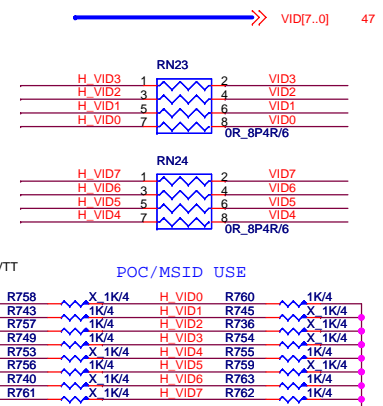 VID[7..0] 47
RN23
H_VID3 1 2 VID3
H_VID2 3 4 VID2
H_VID1 5 6 VID1
H_VID0 7 8 VID0
0R_8P4R/6
RN24
H_VID7 1 2 VID7
H_VID6 3 4 VID6
H_VID5 5 6 VID5
H_VID4 7 8 VID4
0R_8P4R/6
/TT
POC/MSID USE
R758 X_1K/4 H_VID0 R760 1K/4
R743 1K/4 H_VID1 R745 X_1K/4
R757 1K/4 H_VID2 R736 X_1K/4
R749 1K/4 H_VID3 R754 X_1K/4
R753 X_1K/4 H_VID4 R755 1K/4
R756 1K/4 H_VID5 R759 X_1K/4
R740 X_1K/4 H_VID6 R763 1K/4
R761 X_1K/4 H_VID7 R762 1K/4